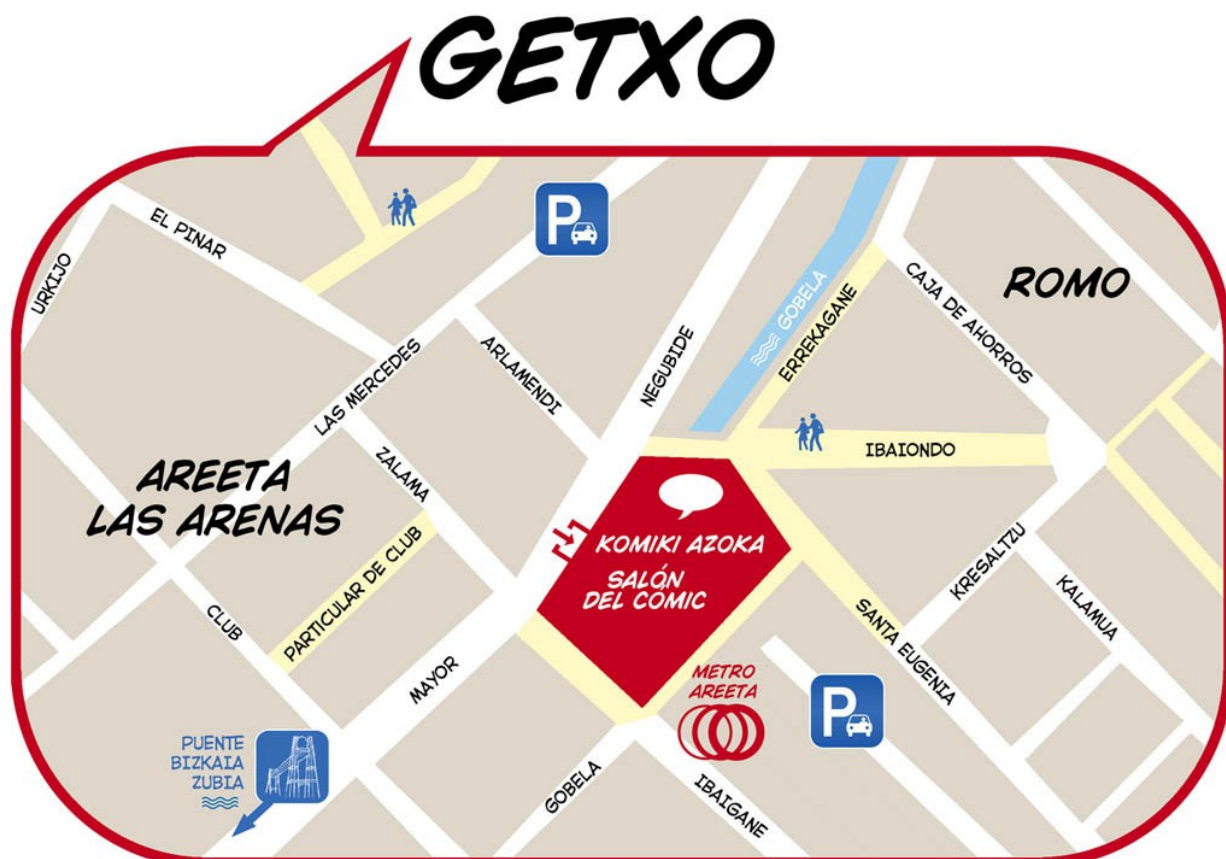 GETXO
URKIJO
EL PINAR
P
GOBELA
ERREKAGANE
CAJA DE AHORROS
ROMO
LAS MERCEDES
ARLAMENDI
NEGUBIDE
IBAIONDO
AREETA
LAS ARENAS
ZALAMA
PARTICULAR DE CLUB
CLUB
MAYOR
KOMIKI AZOKA
SALÓN
DEL CÓMIC
KRESALTZU
KALAMUA
SANTA EUGENIA
METRO
AREETA
P
PUENTE
BIZKAIA
ZUBIA
GOBELA
IBAIGANE